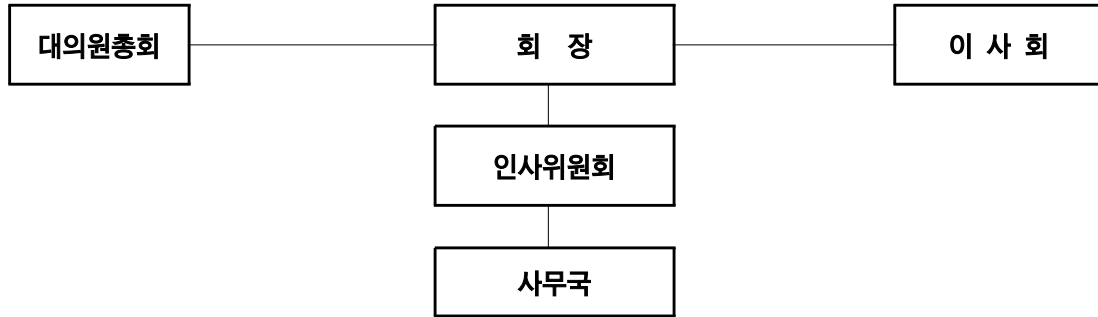 대의원총회
회 장
이 사 회
인사위원회
사무국